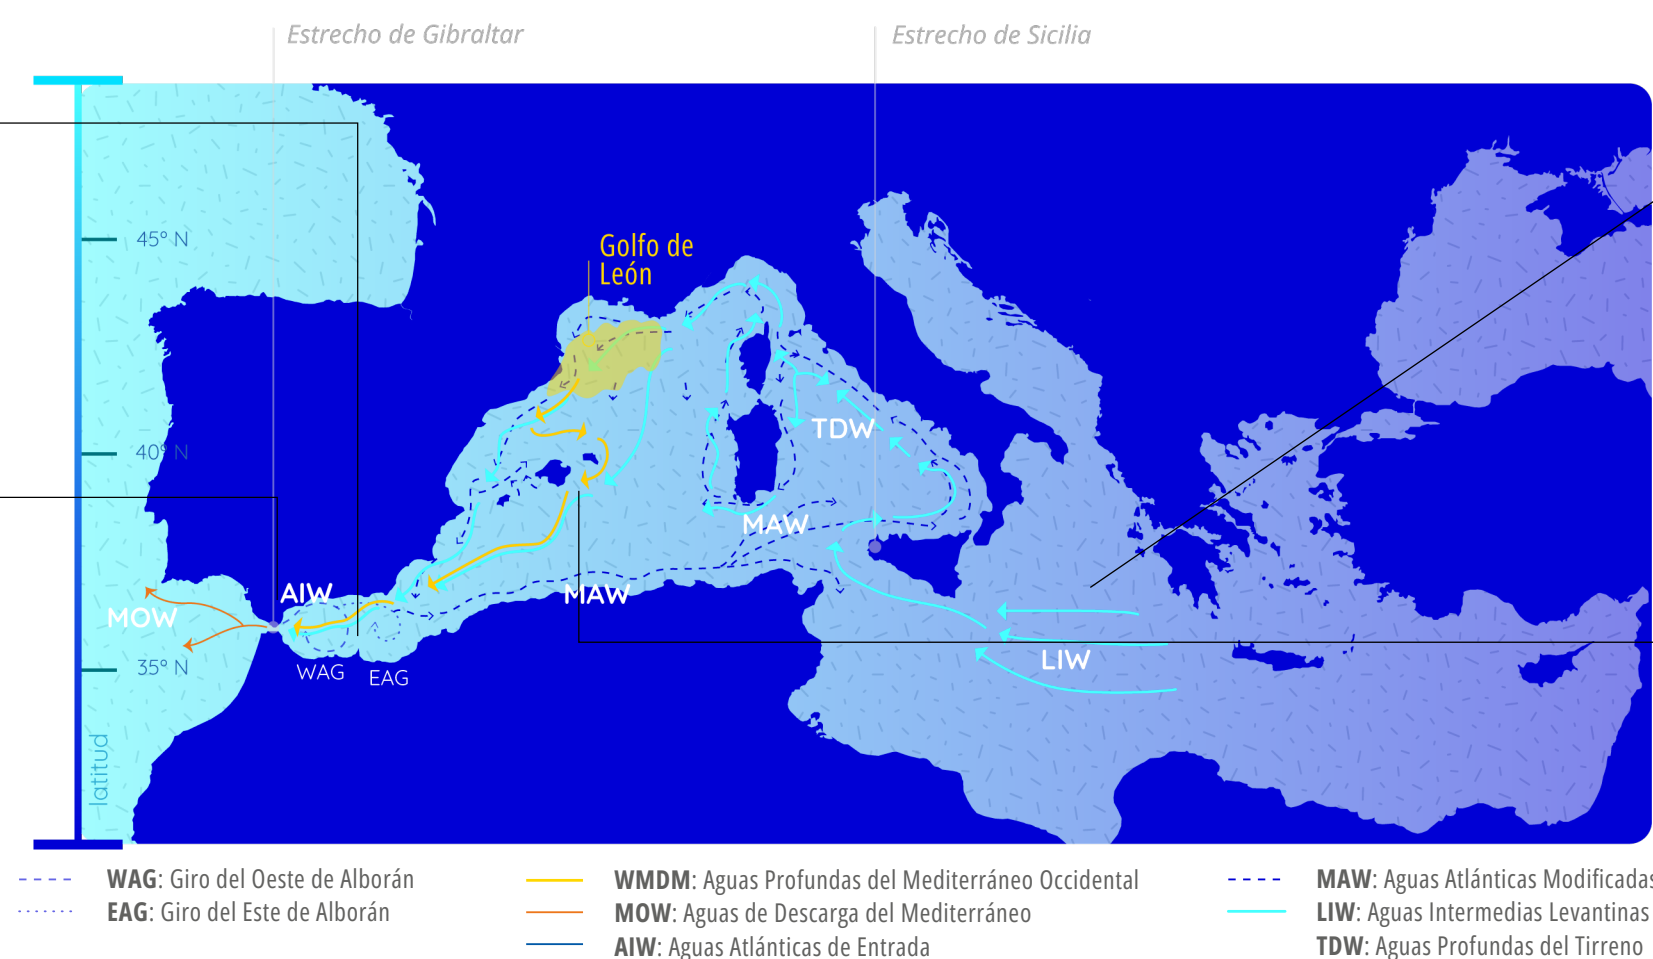 Estrecho de Gibraltar
Estrecho de Sicilia
45° N
Golfo de
León
TDW
40° N
MAW
AIW
MAW
MOW
LIW
35° N
WAG
EAG
latitud
WAG: Giro del Oeste de Alborán
EAG: Giro del Este de Alborán
WMDM: Aguas Profundas del Mediterráneo Occidental
MOW: Aguas de Descarga del Mediterráneo
AIW: Aguas Atlánticas de Entrada
MAW: Aguas Atlánticas Modificadas
LIW: Aguas Intermedias Levantinas
TDW: Aguas Profundas del Tirreno